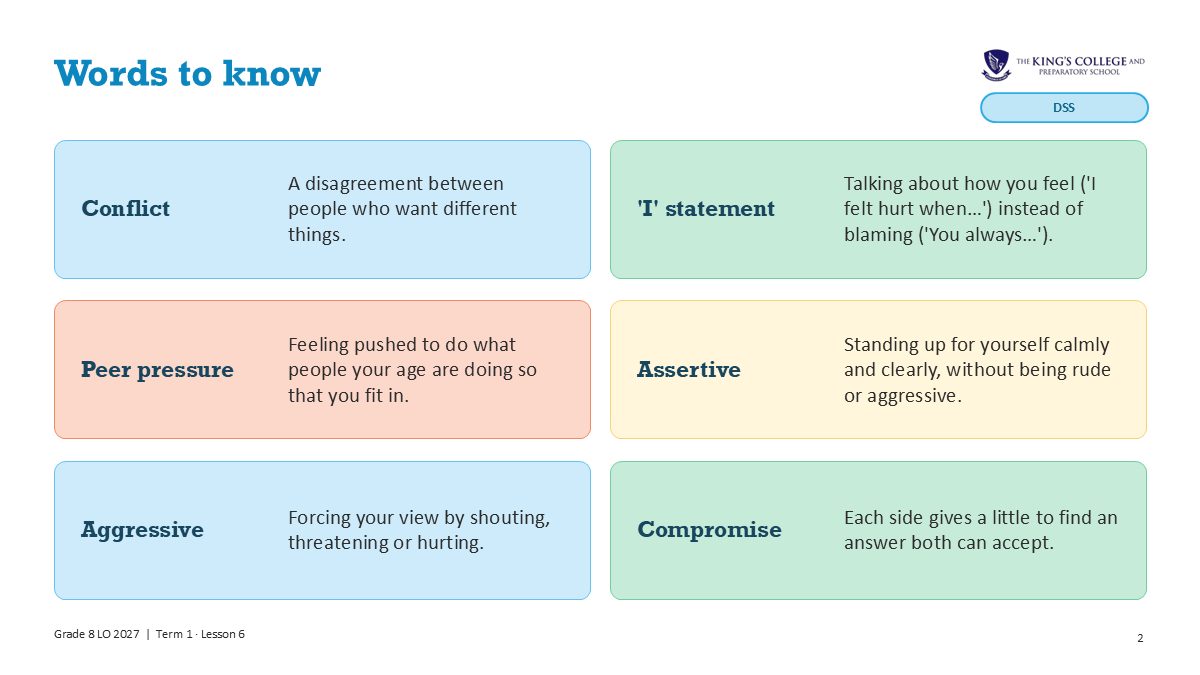 Words to know
THE KING'S COLLEGE AND
PREPARATORY SCHOOL
DSS
Conflict
A disagreement between
people who want different
things.
'I' statement
Talking about how you feel ('I
felt hurt when...') instead of
blaming ('You always...').
Peer pressure
Feeling pushed to do what
people your age are doing so
that you fit in.
Assertive
Standing up for yourself calmly
and clearly, without being rude
or aggressive.
Aggressive
Forcing your view by shouting,
threatening or hurting.
Compromise
Each side gives a little to find an
answer both can accept.
Grade 8 LO 2027 | Term 1 · Lesson 6
2